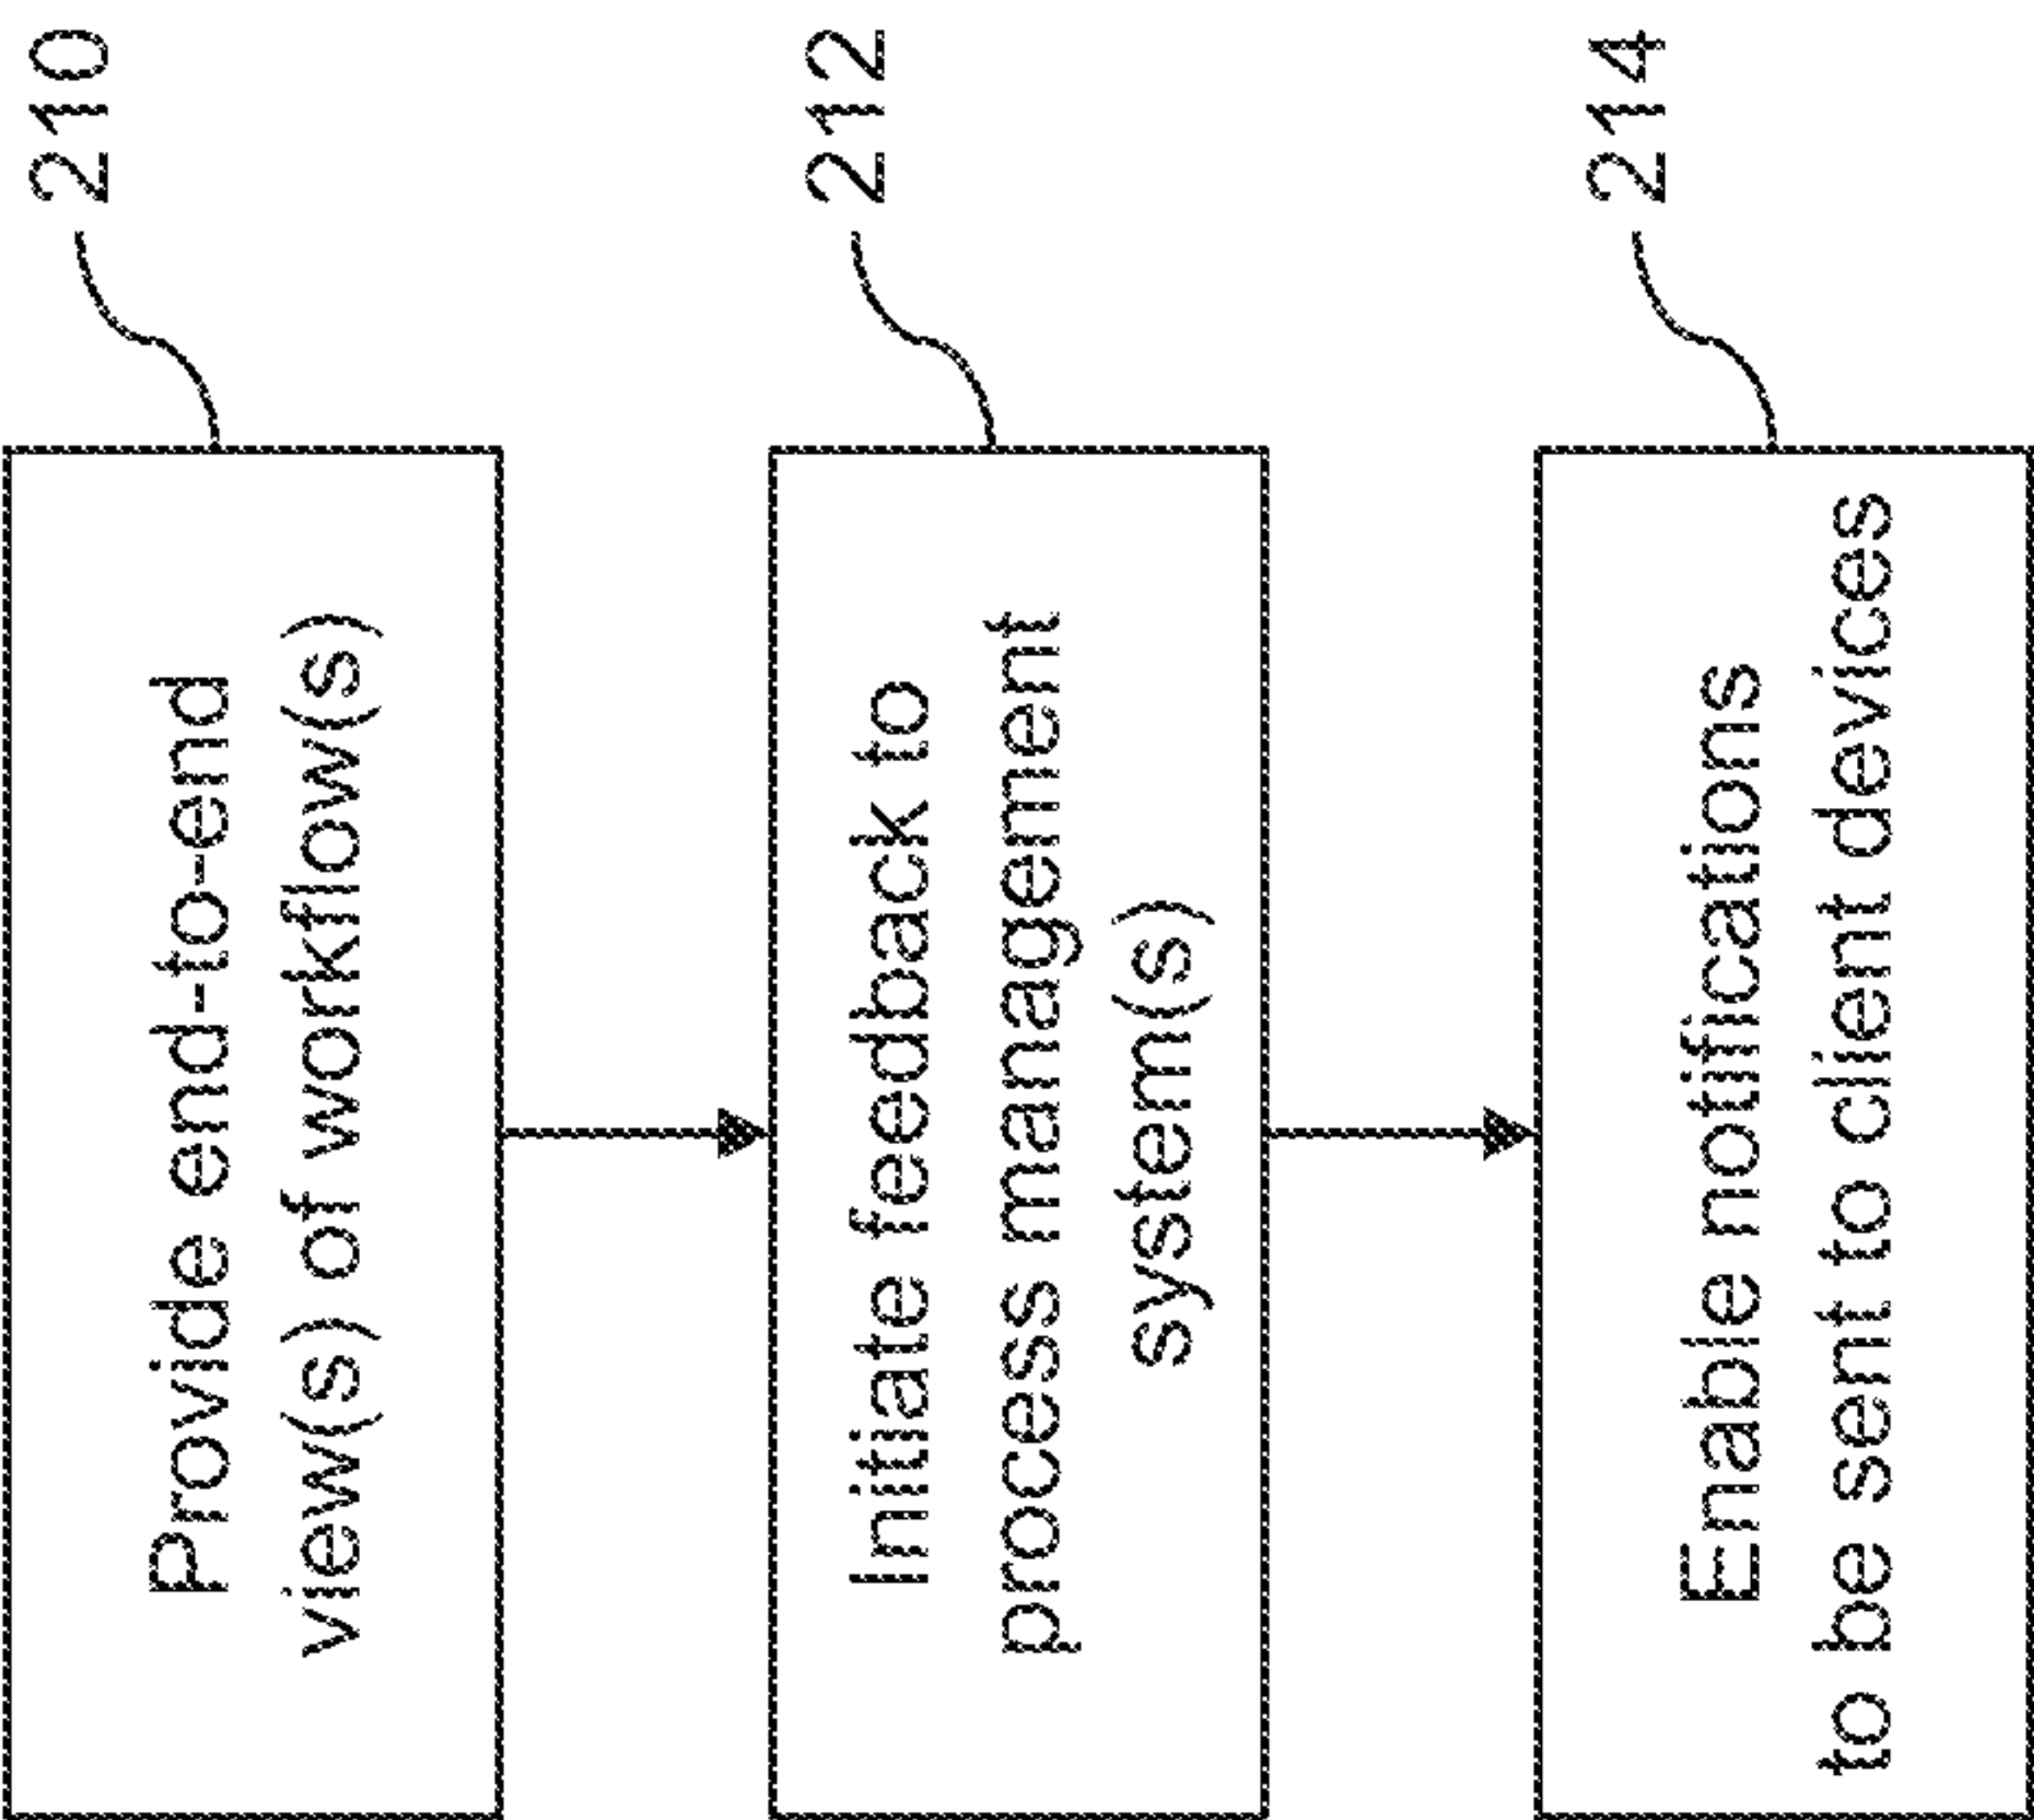 Provide end-to-end
view(s) of workflow(s)
210
Initiate feedback to
process management
system(s)
212
Enable notifications
to be sent to client devices
214